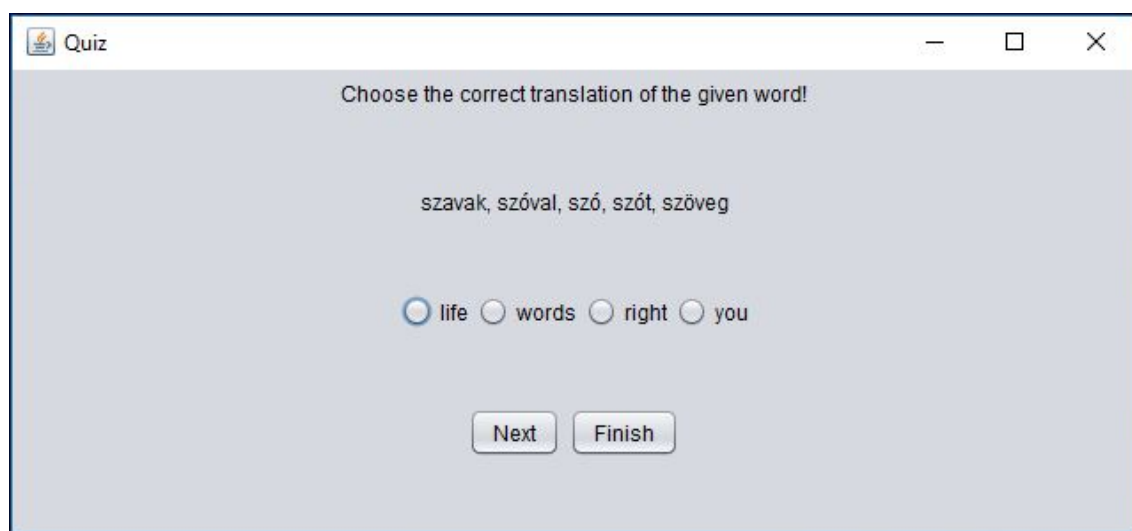 Quiz
Choose the correct translation of the given word!
szavak, szóval, szó, szót, szöveg
life words right you
Next Finish